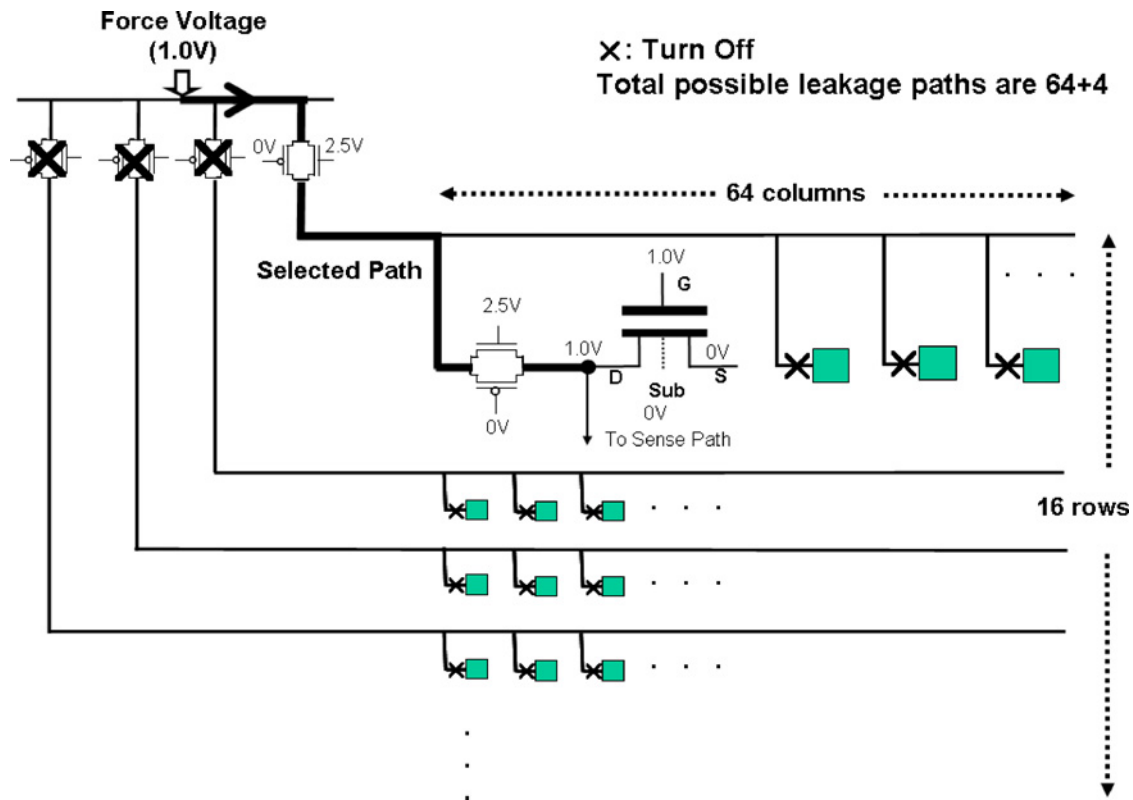 Force Voltage
(1.0V)
X: Turn Off
Total possible leakage paths are 64+4
0V
2.5V
64 columns
Selected Path
1.0V
G
2.5V
1.0V
0V
D
S
Sub
0V
0V
To Sense Path
. . .
. . .
16 rows
. . .
. . .